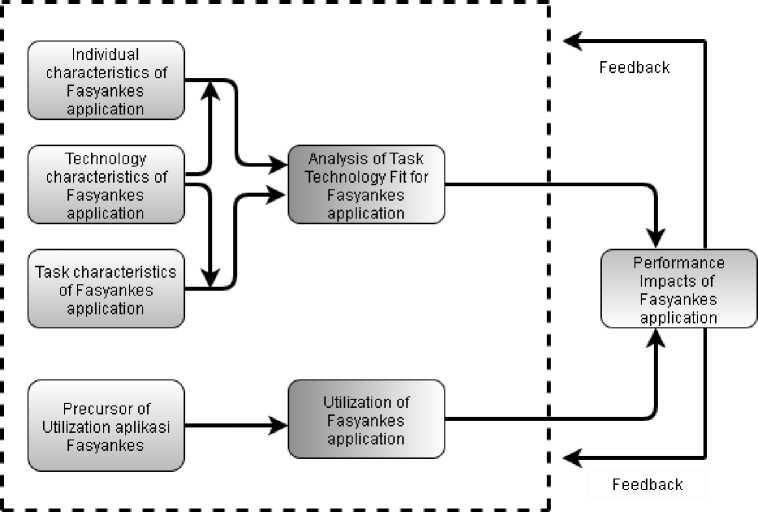 Individual
characteristics of
Fasyankes
application
Feedback
Technology
characteristics of
Fasyankes
application
Analysis of Task
Technology Fit for
Fasyankes
application
Task characteristics
of Fasyankes
application
Performance
Impacts of
Fasyankes
application
Precursor of
Utilization aplikasi
Fasyankes
Utilization of
Fasyankes
application
Feedback